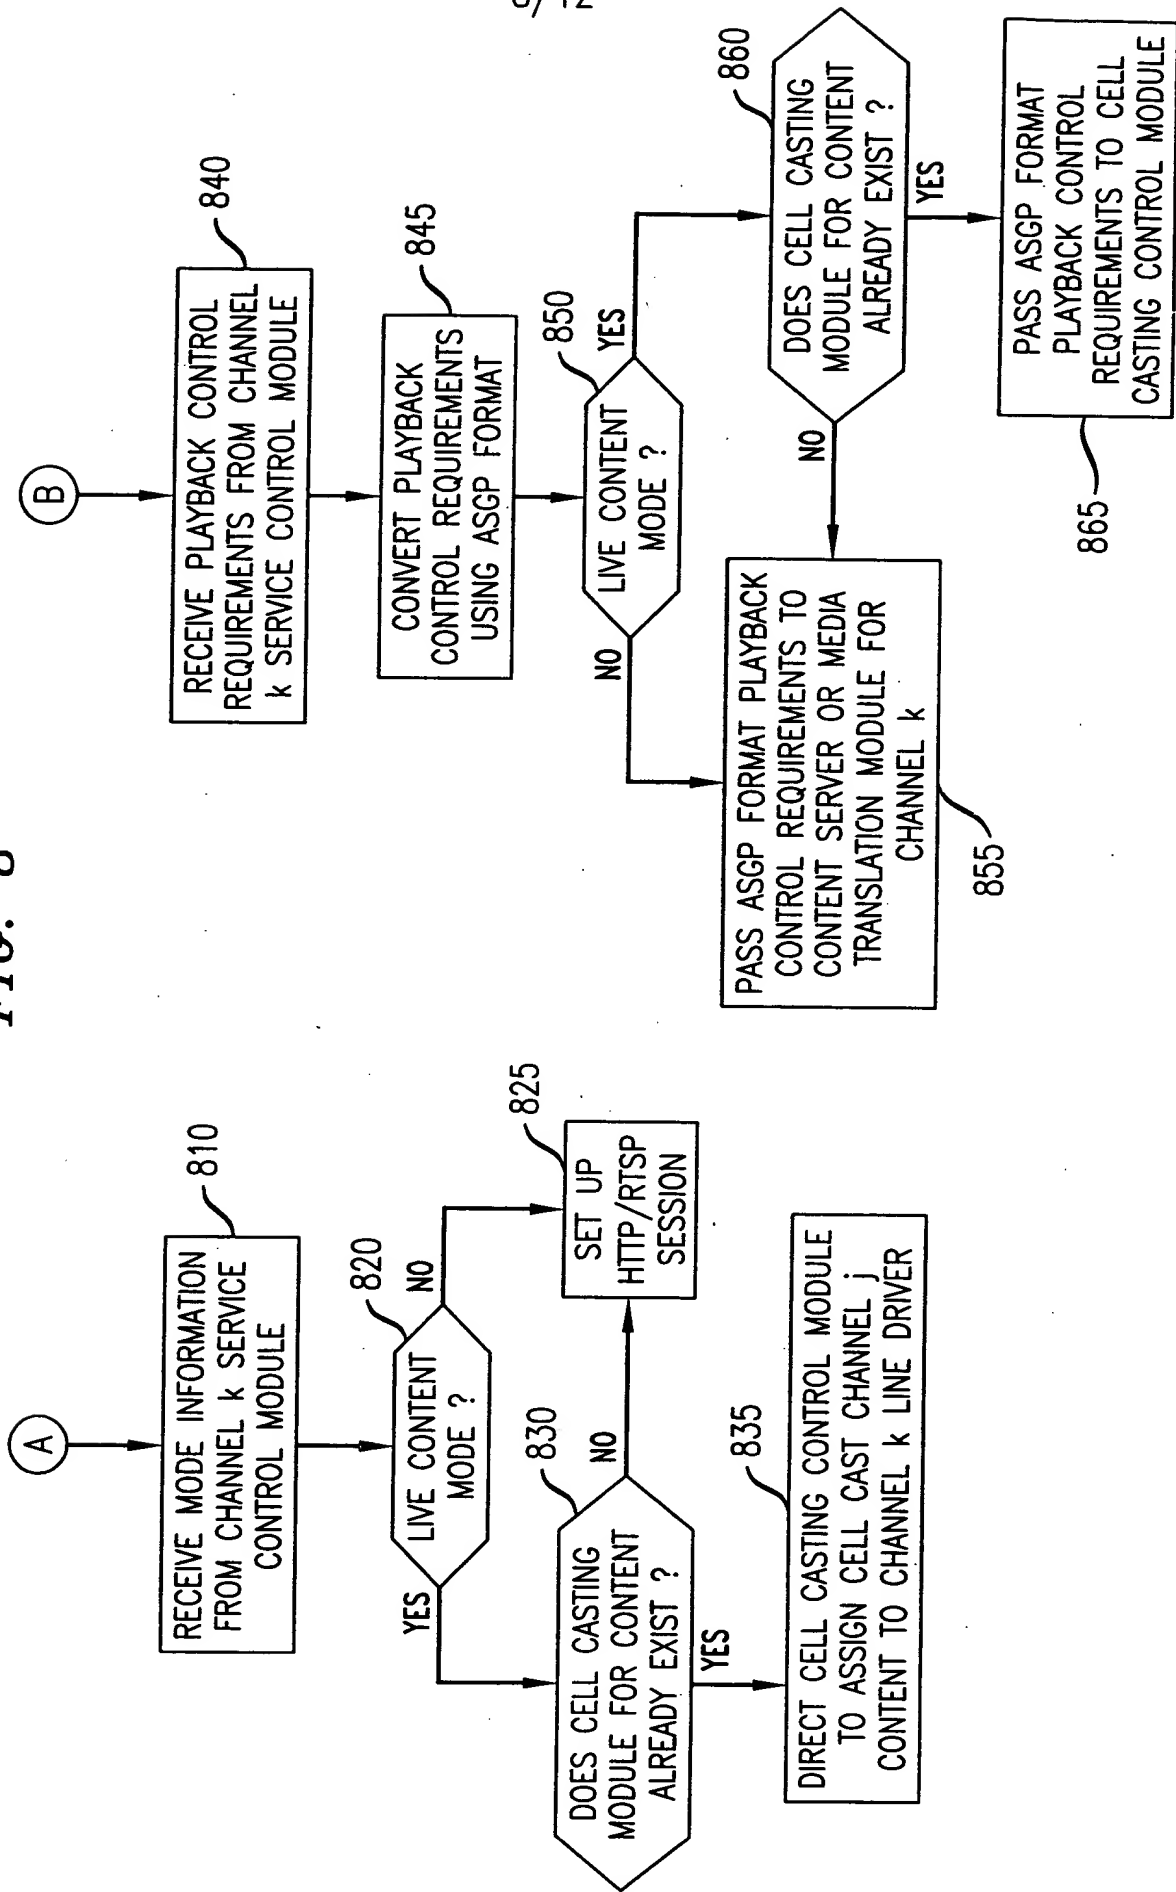 FIG. 8
A
RECEIVE MODE INFORMATION
FROM CHANNEL k SERVICE
CONTROL MODULE
810
LIVE CONTENT
MODE ?
820
YES
NO
SET UP
HTTP/RTSP
SESSION
825
DOES CELL CASTING
MODULE FOR CONTENT
ALREADY EXIST ?
830
NO
YES
DIRECT CELL CASTING CONTROL MODULE
TO ASSIGN CELL CAST CHANNEL j
CONTENT TO CHANNEL k LINE DRIVER
835
B
RECEIVE PLAYBACK CONTROL
REQUIREMENTS FROM CHANNEL
k SERVICE CONTROL MODULE
840
CONVERT PLAYBACK
CONTROL REQUIREMENTS
USING ASGP FORMAT
845
LIVE CONTENT
MODE ?
850
NO
YES
PASS ASGP FORMAT PLAYBACK
CONTROL REQUIREMENTS TO
CONTENT SERVER OR MEDIA
TRANSLATION MODULE FOR
CHANNEL k
855
DOES CELL CASTING
MODULE FOR CONTENT
ALREADY EXIST ?
860
NO
YES
PASS ASGP FORMAT
PLAYBACK CONTROL
REQUIREMENTS TO CELL
CASTING CONTROL MODULE
865